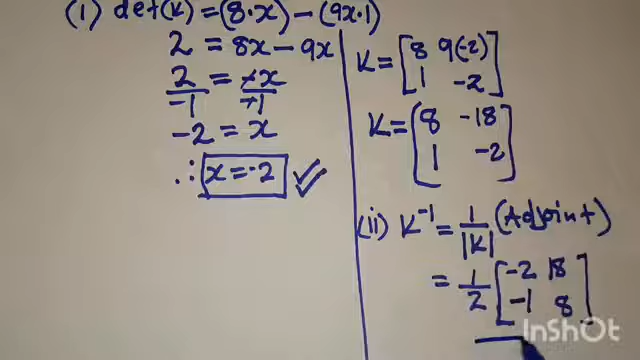 (i) det(K) = (8·x) - (9x·1)
2 = 8x - 9x
2/-1 = -x/-1
-2 = x
∴ x = -2
K = [8 9(-2)
1 -2]
K = [8 -18
1 -2]
(ii) K⁻¹ = 1/|K| (Adjoint)
= 1/2 [-2 18
-1 8]
InShOt